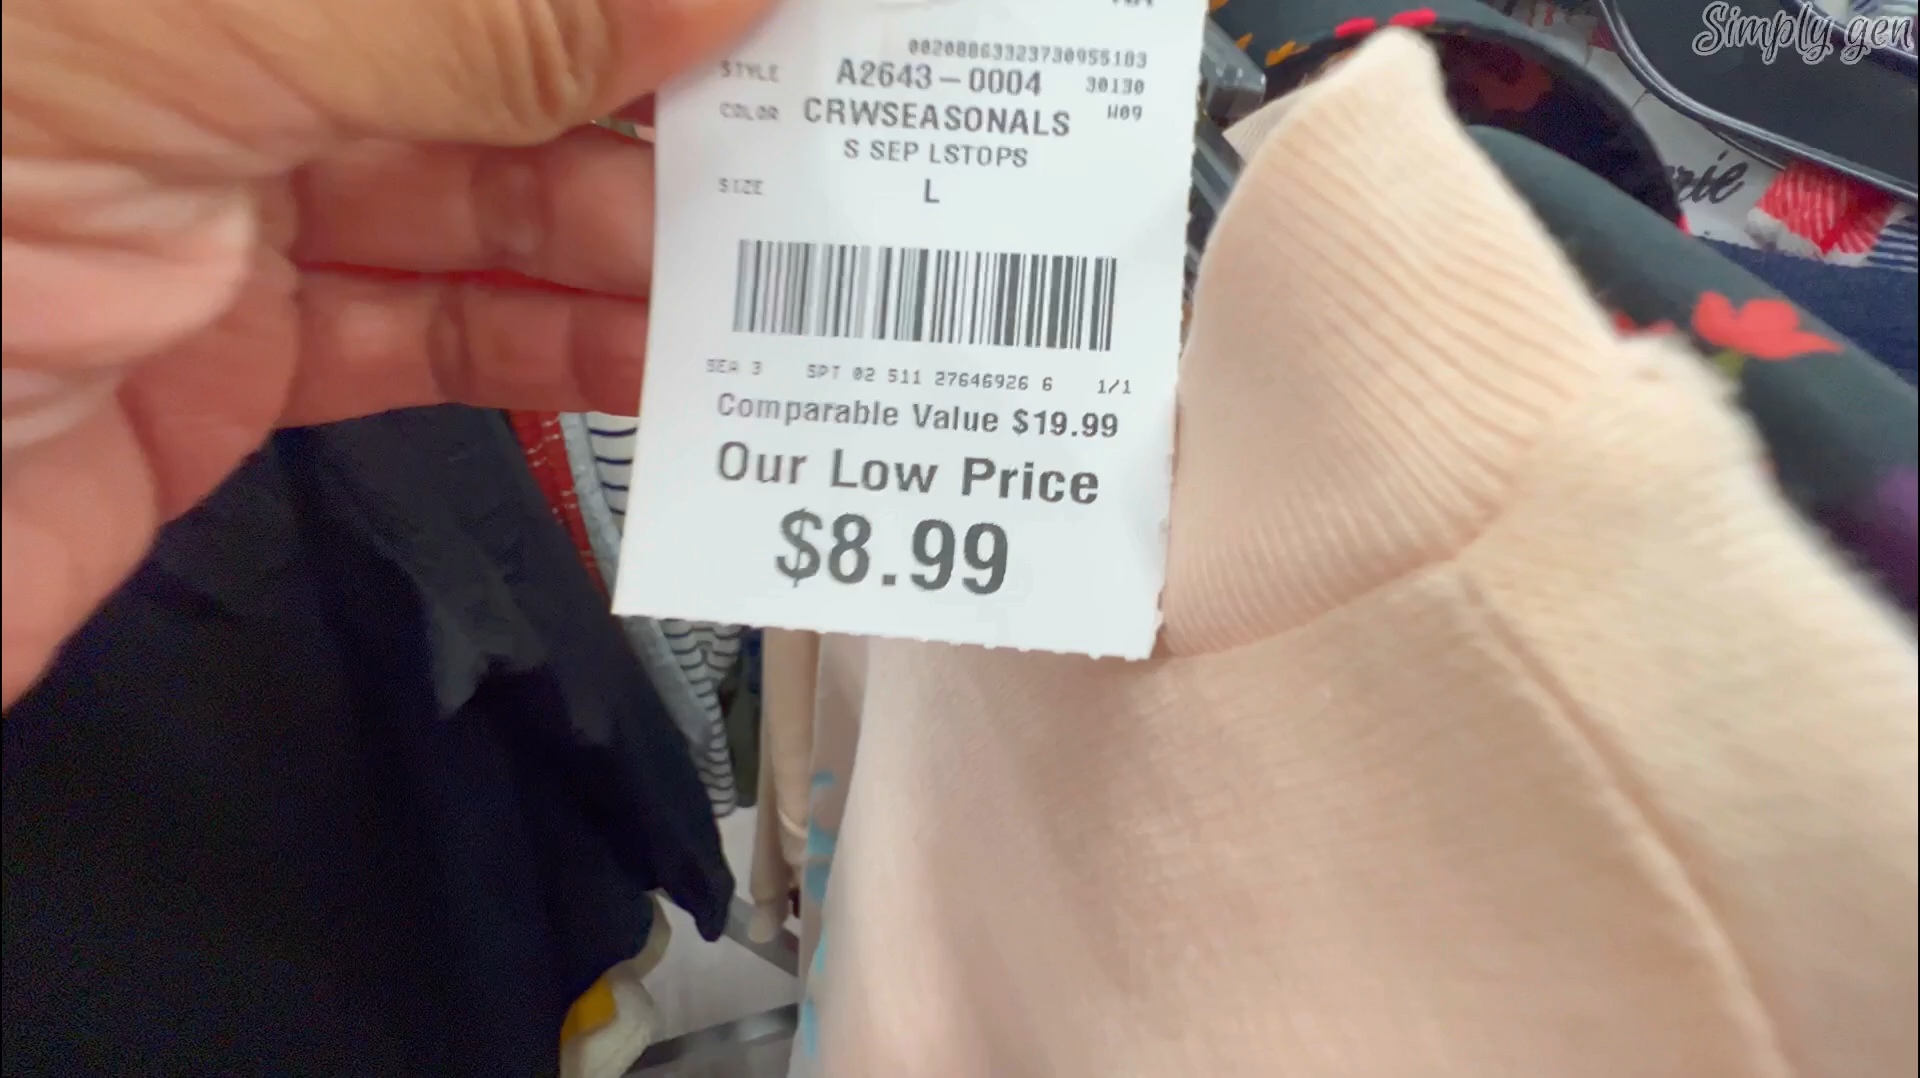 Simply gen
00208863323730955183
STYLE A2643-0004 30130
COLOR CRWSEASONALS W09
S SEP LSTOPS
SIZE L
SEA 3 SPT 02 511 27646926 6 1/1
Comparable Value $19.99
Our Low Price
$8.99